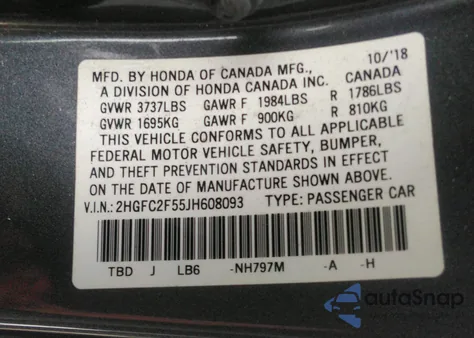 MFD. BY HONDA OF CANADA MFG., 10/'18
A DIVISION OF HONDA CANADA INC. CANADA
GVWR 3737LBS GAWR F 1984LBS R 1786LBS
GVWR 1695KG GAWR F 900KG R 810KG
THIS VEHICLE CONFORMS TO ALL APPLICABLE
FEDERAL MOTOR VEHICLE SAFETY, BUMPER,
AND THEFT PREVENTION STANDARDS IN EFFECT
ON THE DATE OF MANUFACTURE SHOWN ABOVE.
V.I.N.: 2HGFC2F55JH608093 TYPE: PASSENGER CAR
TBD J LB6 -NH797M -A -H
autoSnap